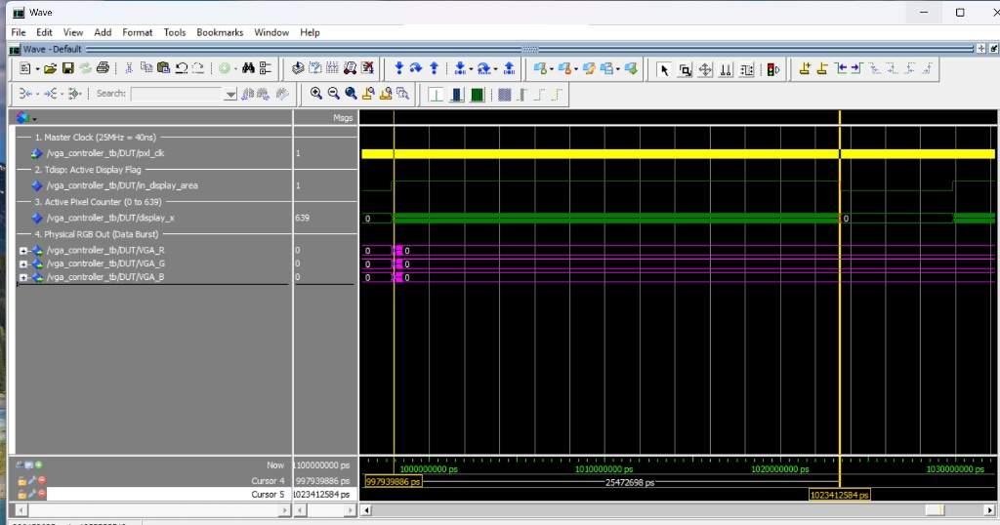 Wave
File Edit View Add Format Tools Bookmarks Window Help
Wave - Default
Search:
Msgs
1. Master Clock (25MHz = 40ns)
/vga_controller_tb/DUT/pxl_clk 1
2. Tdisp: Active Display Flag
/vga_controller_tb/DUT/in_display_area 1
3. Active Pixel Counter (0 to 639)
/vga_controller_tb/DUT/display_x 639 0 0
4. Physical RGB Out (Data Burst)
/vga_controller_tb/DUT/VGA_R 0 0 0
/vga_controller_tb/DUT/VGA_G 0 0 0
/vga_controller_tb/DUT/VGA_B 0 0 0
Now 1100000000 ps 1000000000 ps 1010000000 ps 1020000000 ps 1030000000 ps
Cursor 4 997939886 ps 997939886 ps 25472698 ps
Cursor 5 1023412584 ps 1023412584 ps